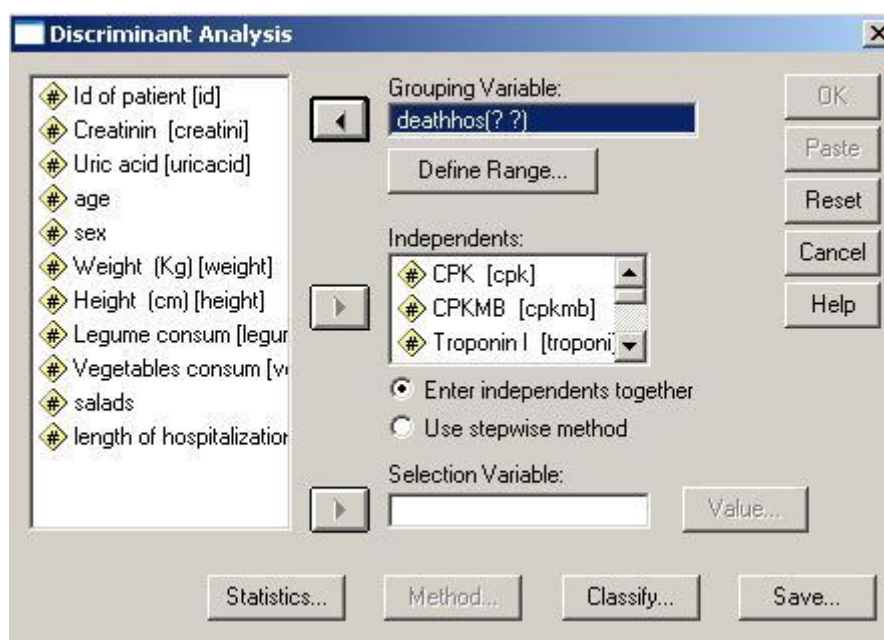 Discriminant Analysis
Id of patient [id]
Creatinin [creatini]
Uric acid [uricacid]
age
sex
Weight (Kg) [weight]
Height (cm) [height]
Legume consum [legur
Vegetables consum [v
salads
length of hospitalization
Grouping Variable:
deathhos(? ?)
Define Range...
Independents:
CPK [cpk]
CPKMB [cpkmb]
Troponin I [troponi]
Enter independents together
Use stepwise method
Selection Variable:
Value...
OK
Paste
Reset
Cancel
Help
Statistics...
Method...
Classify...
Save...